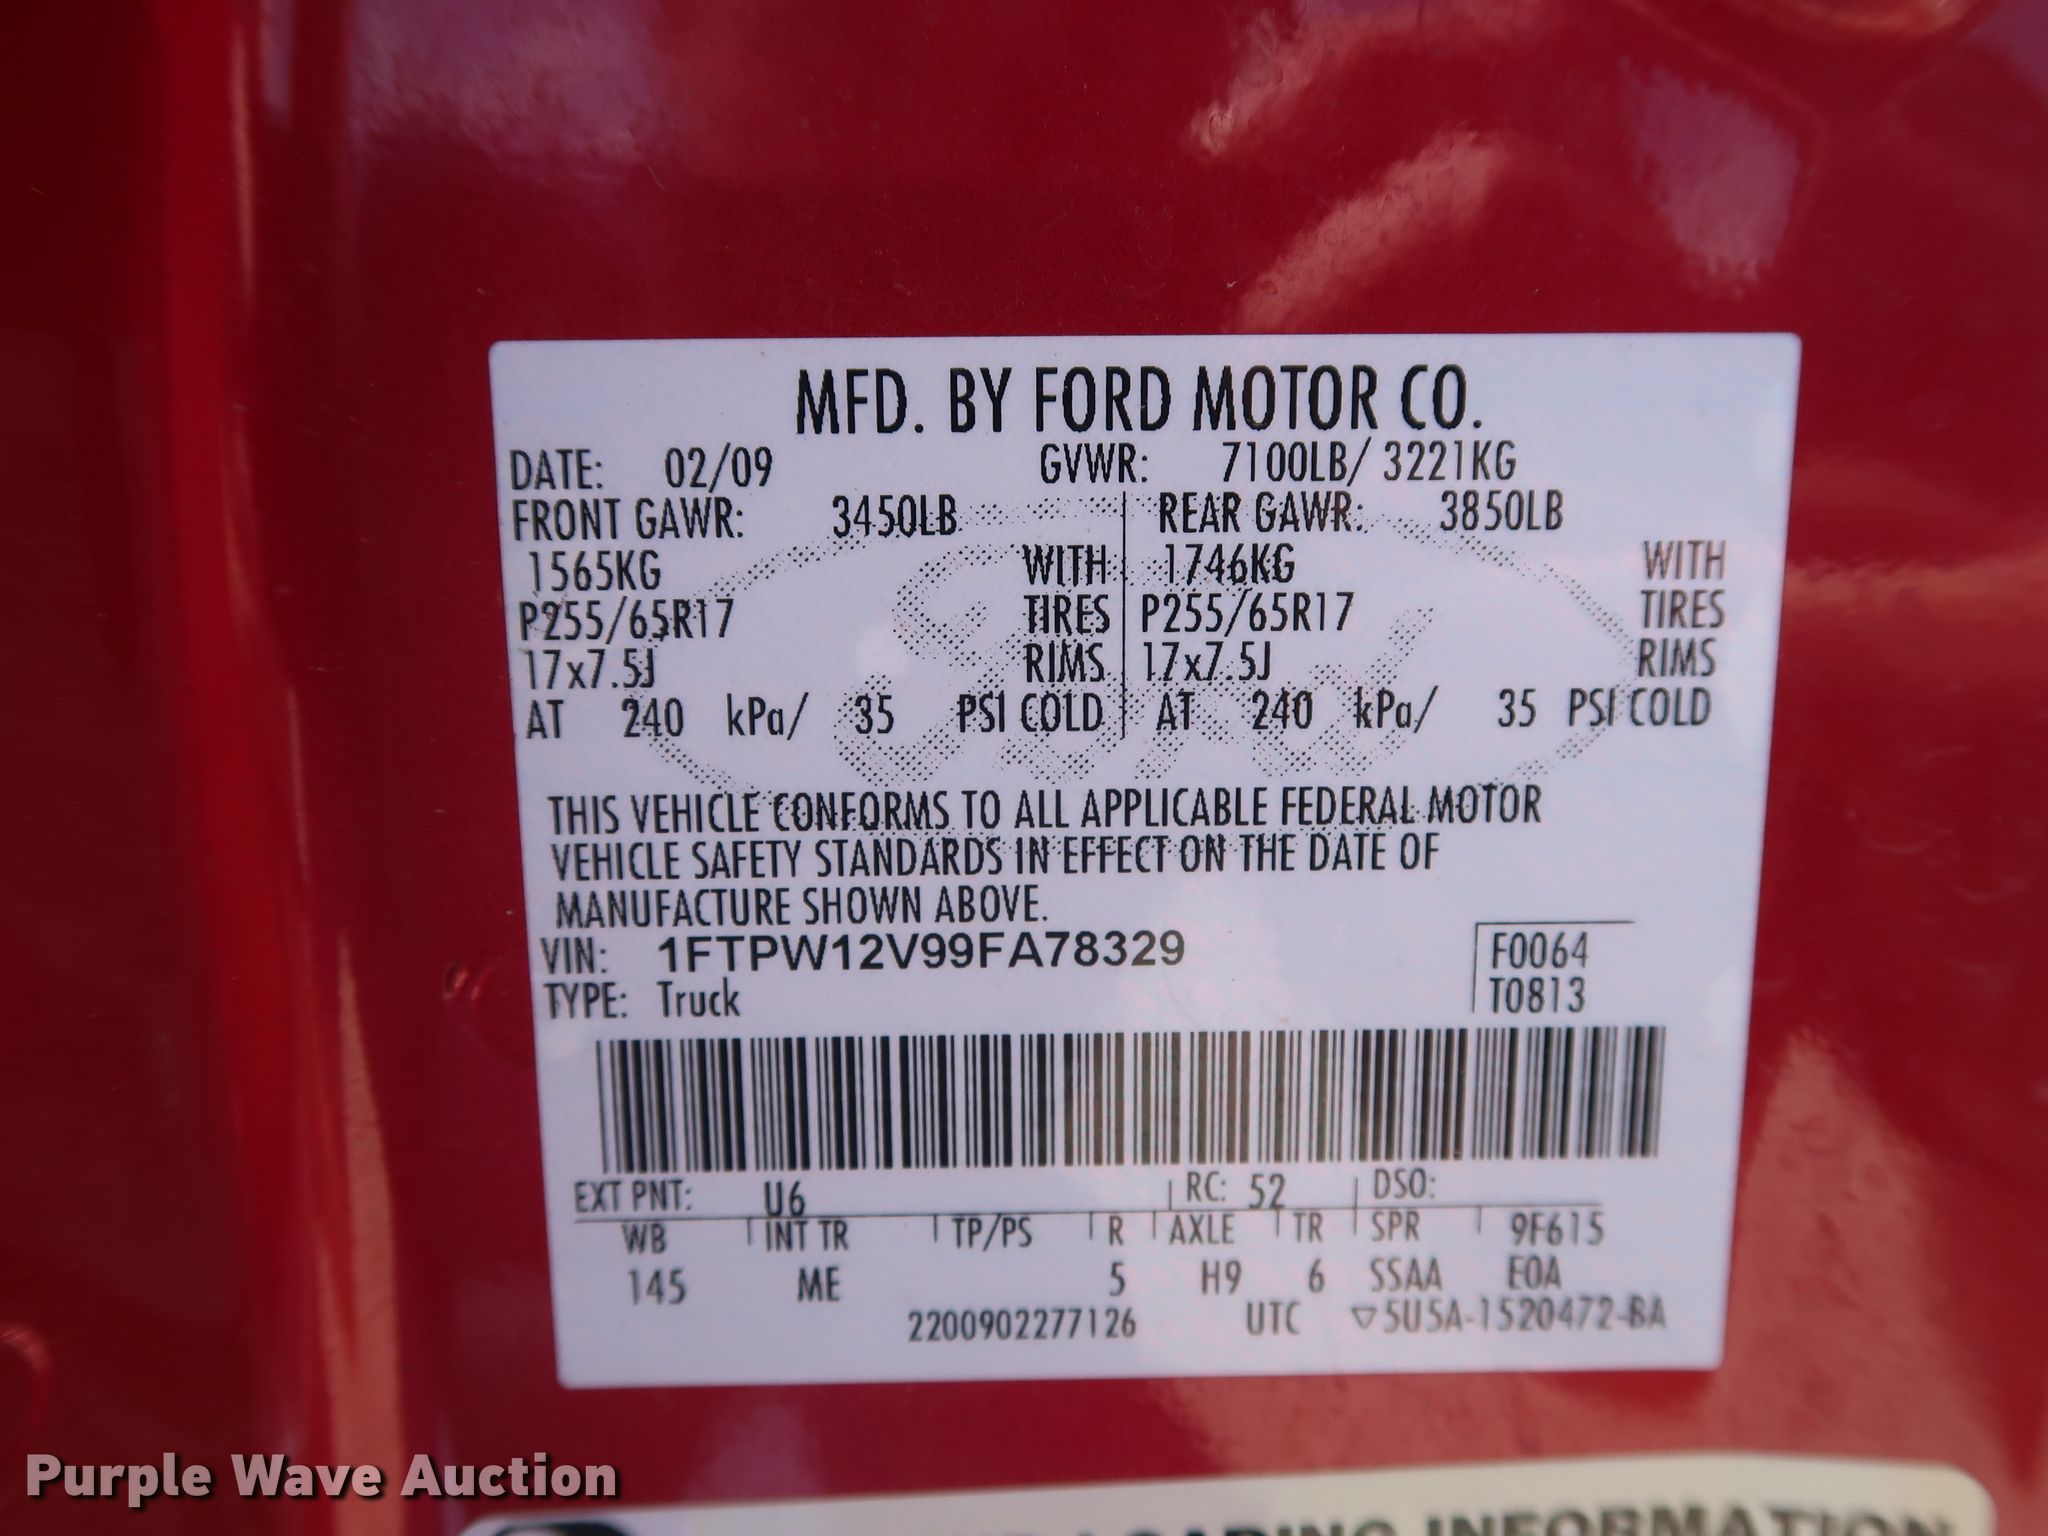 MFD. BY FORD MOTOR CO.
DATE: 02/09 GVWR: 7100LB/ 3221KG
FRONT GAWR: 3450LB REAR GAWR: 3850LB
1565KG WITH 1746KG WITH
P255/65R17 TIRES P255/65R17 TIRES
17x7.5J RIMS 17x7.5J RIMS
AT 240 kPa/ 35 PSI COLD AT 240 kPa/ 35 PSI COLD
THIS VEHICLE CONFORMS TO ALL APPLICABLE FEDERAL MOTOR
VEHICLE SAFETY STANDARDS IN EFFECT ON THE DATE OF
MANUFACTURE SHOWN ABOVE.
VIN: 1FTPW12V99FA78329 F0064
TYPE: Truck T0813
EXT PNT: U6 RC: 52 DSO:
WB INT TR TP/PS R AXLE TR SPR 9F615
145 ME 5 H9 6 SSAA E0A
2200902277126 UTC ▽5U5A-1520472-BA
Purple Wave Auction
LOADING INFORMATION